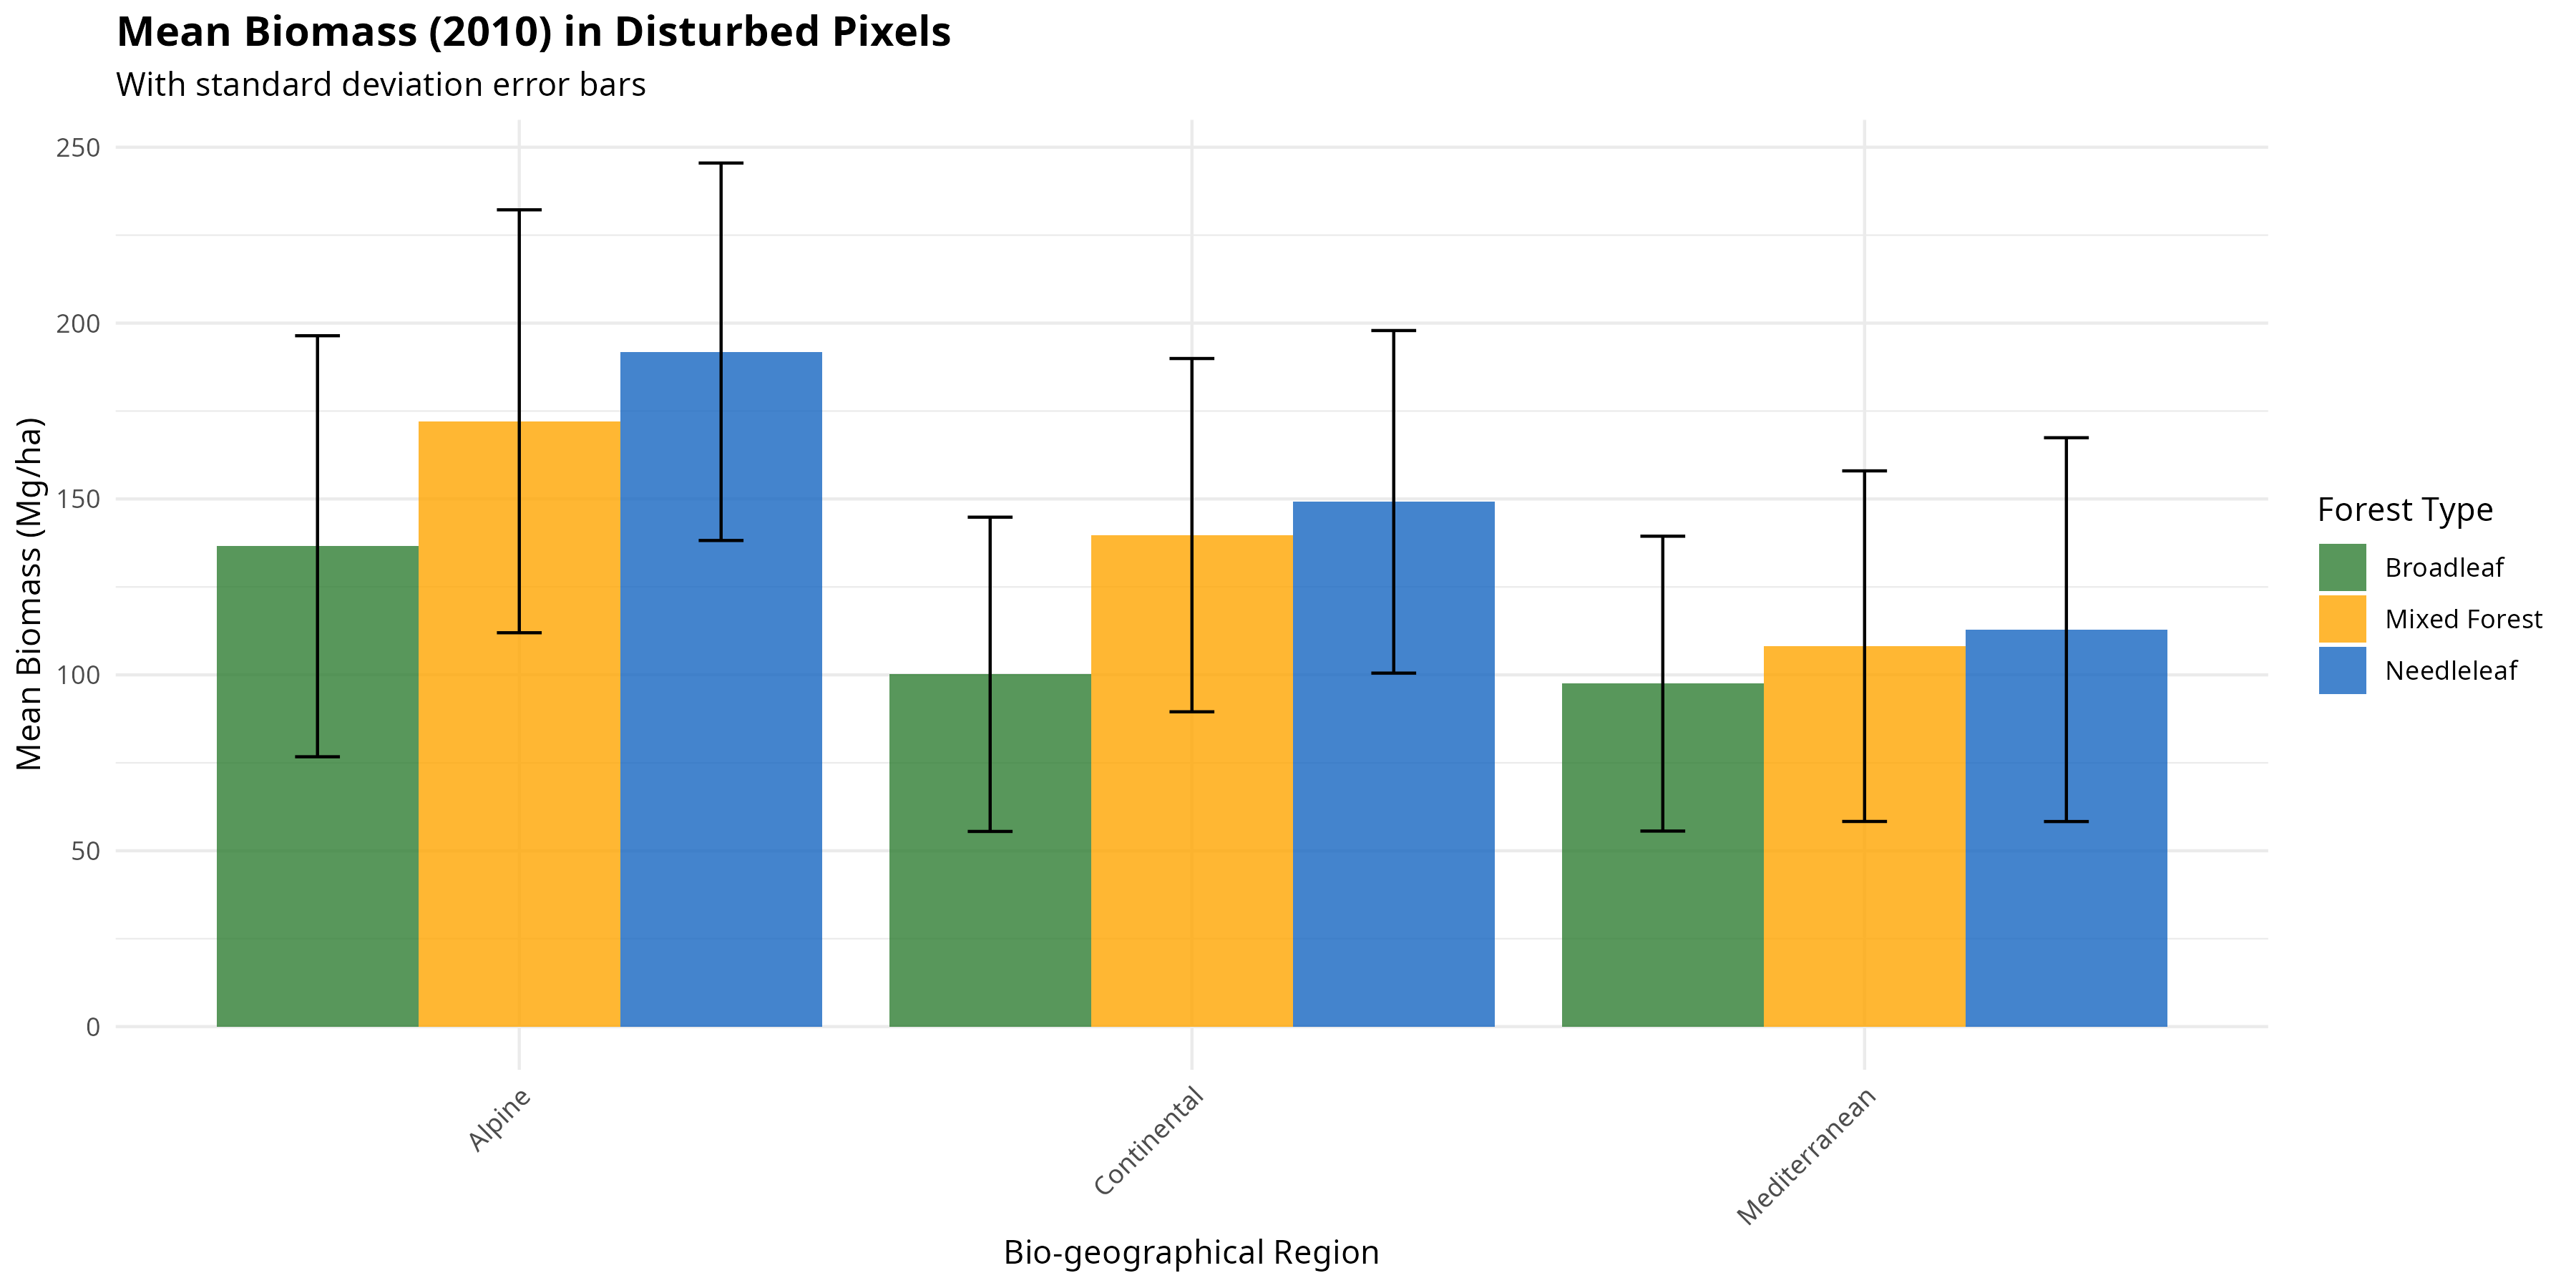 Mean Biomass (2010) in Disturbed Pixels
With standard deviation error bars
Mean Biomass (Mg/ha)
250
200
150
100
50
0
Alpine
Continental
Mediterranean
Bio-geographical Region
Forest Type
Broadleaf
Mixed Forest
Needleleaf